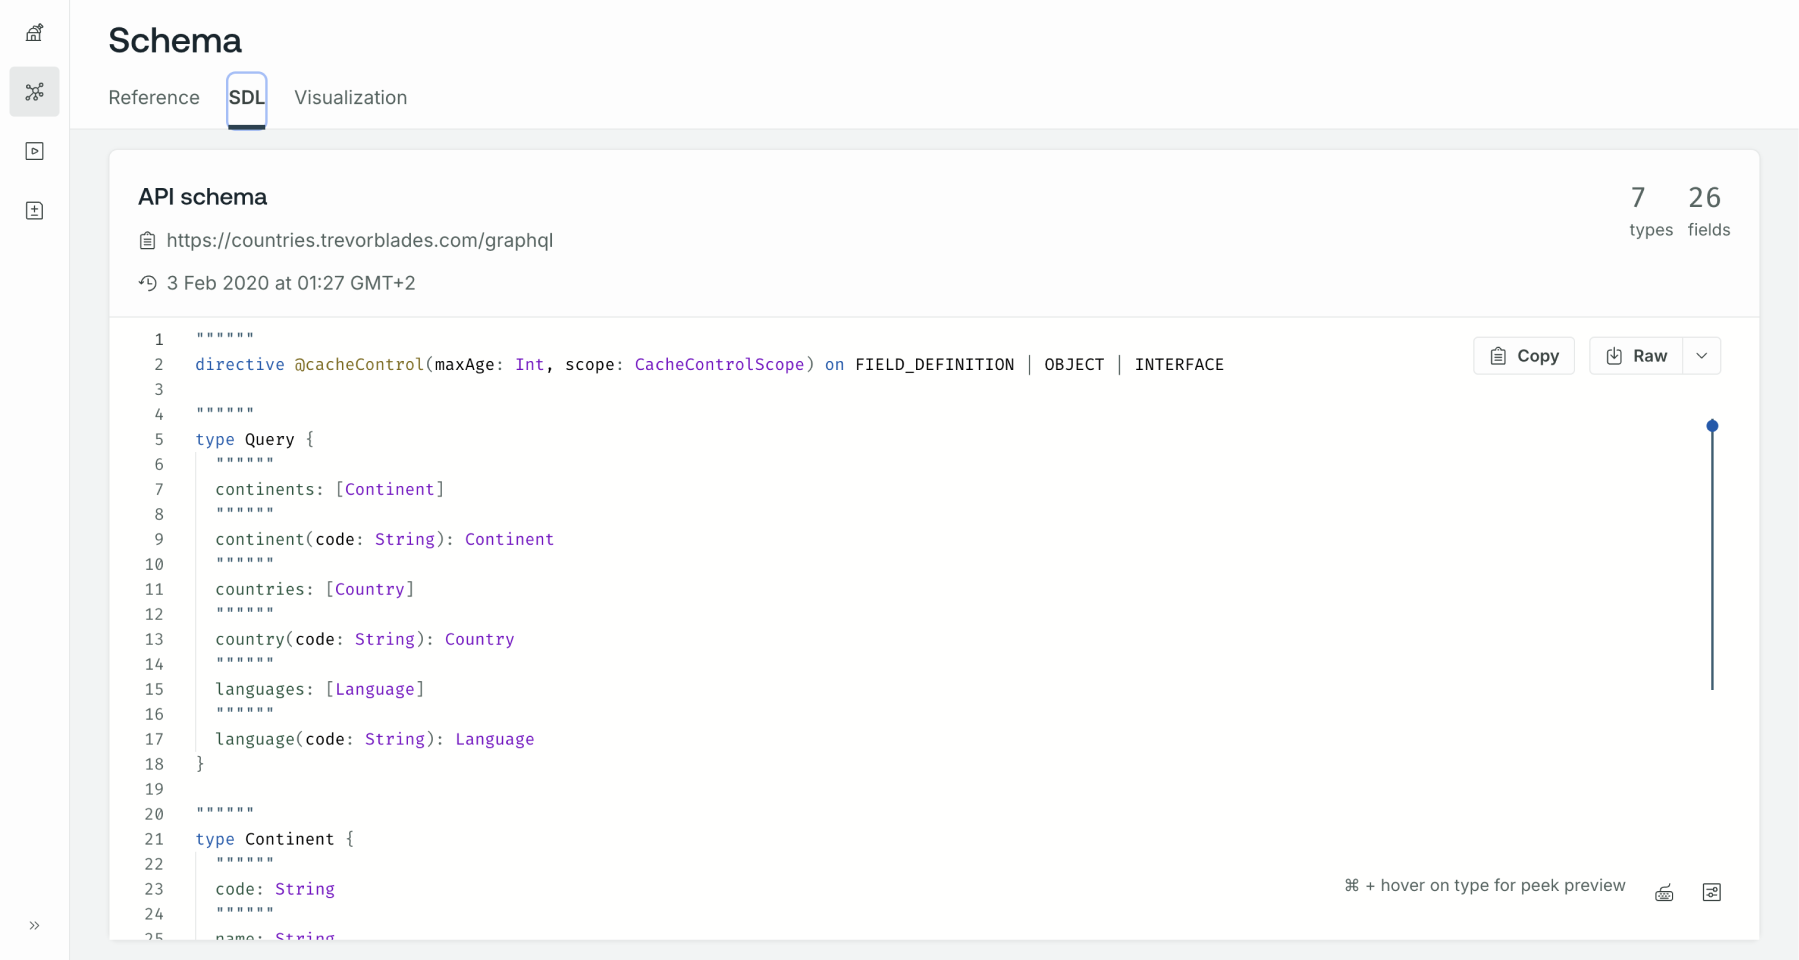 Schema
Reference SDL Visualization
API schema
7 types
26 fields
https://countries.trevorblades.com/graphql
3 Feb 2020 at 01:27 GMT+2
Copy
Raw
1 """"""
2 directive @cacheControl(maxAge: Int, scope: CacheControlScope) on FIELD_DEFINITION | OBJECT | INTERFACE
3
4 """"""
5 type Query {
6 """"""
7 continents: [Continent]
8 """"""
9 continent(code: String): Continent
10 """"""
11 countries: [Country]
12 """"""
13 country(code: String): Country
14 """"""
15 languages: [Language]
16 """"""
17 language(code: String): Language
18 }
19
20 """"""
21 type Continent {
22 """"""
23 code: String
24 """"""
25 name: String
⌘ + hover on type for peek preview